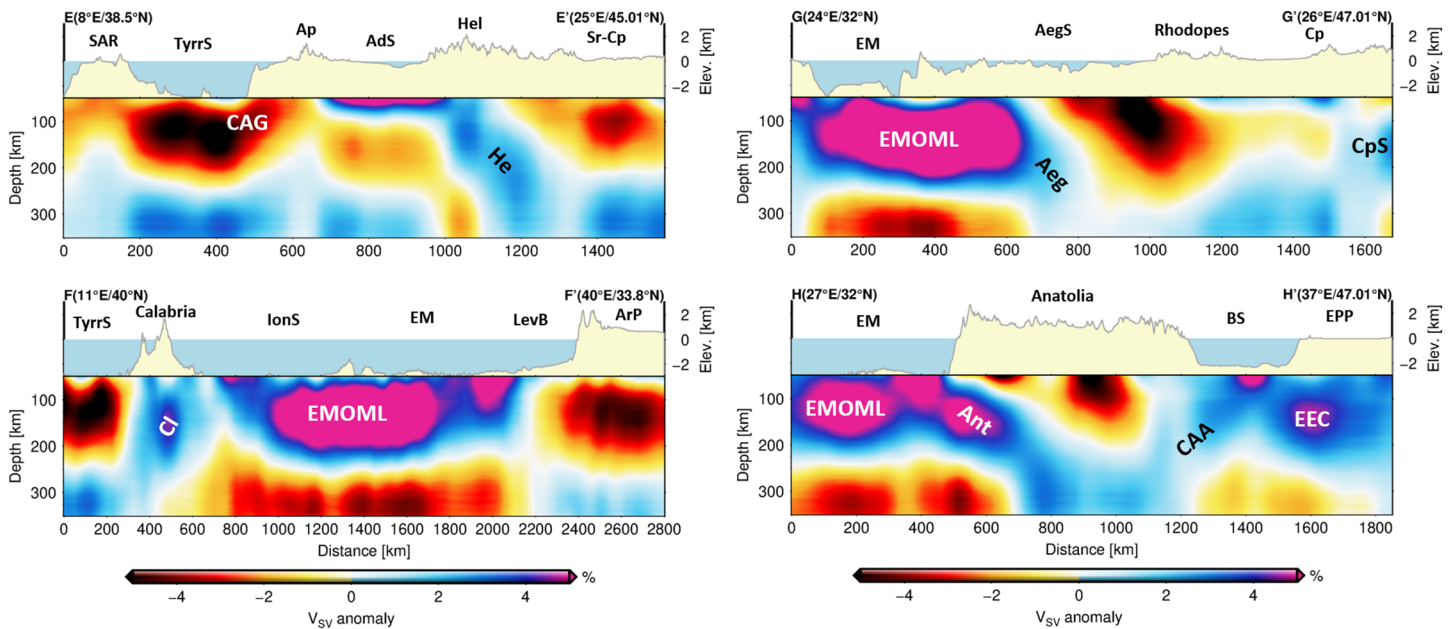 E(8°E/38.5°N) Hel E'(25°E/45.01°N)
SAR TyrrS Ap AdS Sr-Cp
2
0
−2
Elev. [km]
CAG He
100
200
300
Depth [km]
0 200 400 600 800 1000 1200 1400
G(24°E/32°N) G'(26°E/47.01°N)
EM AegS Rhodopes Cp
2
0
−2
Elev. [km]
EMOML Aeg CpS
100
200
300
Depth [km]
0 200 400 600 800 1000 1200 1400 1600
F(11°E/40°N) F'(40°E/33.8°N)
TyrrS Calabria IonS EM LevB ArP
2
0
−2
Elev. [km]
CI EMOML
100
200
300
Depth [km]
0 200 400 600 800 1000 1200 1400 1600 1800 2000 2200 2400 2600 2800
Distance [km]
H(27°E/32°N) H'(37°E/47.01°N)
EM Anatolia BS EPP
2
0
−2
Elev. [km]
EMOML Ant CAA EEC
100
200
300
Depth [km]
0 200 400 600 800 1000 1200 1400 1600 1800
Distance [km]
%
−4 −2 0 2 4
VSV anomaly
%
−4 −2 0 2 4
VSV anomaly